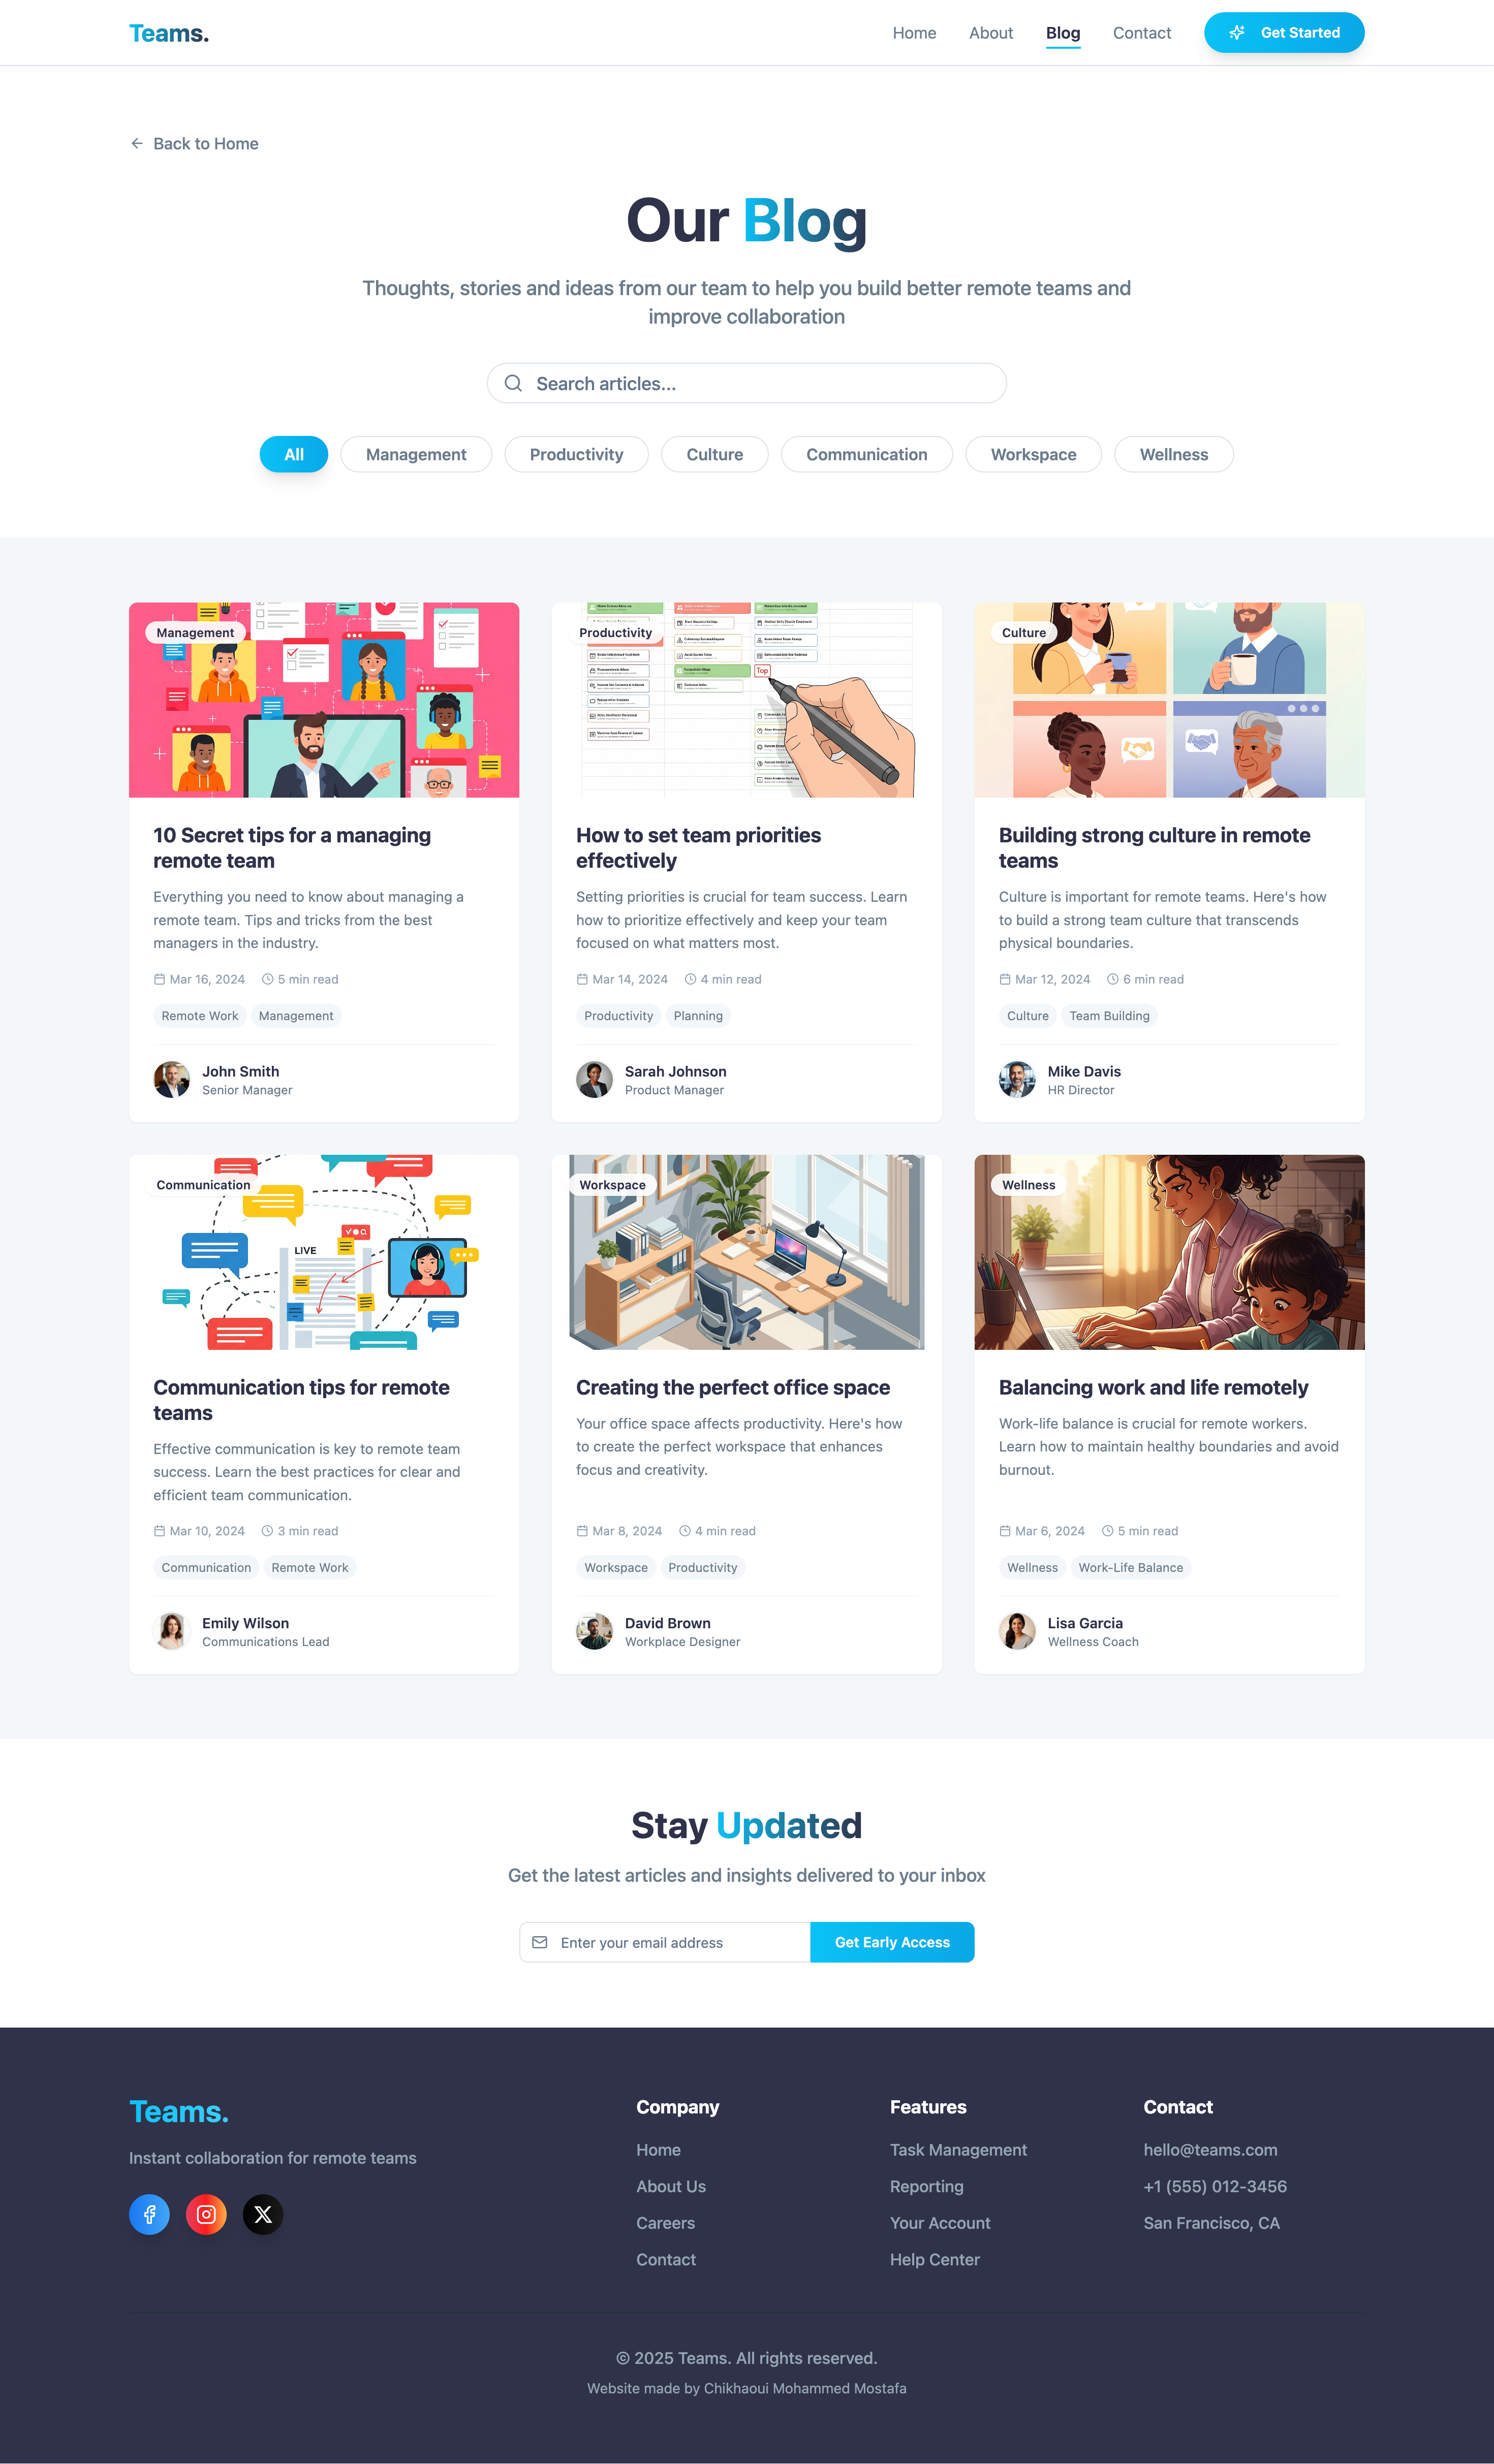 Teams.
Home About Blog Contact Get Started
Back to Home
Our Blog
Thoughts, stories and ideas from our team to help you build better remote teams and
improve collaboration
Search articles...
All Management Productivity Culture Communication Workspace Wellness
Management
10 Secret tips for a managing
remote team
Everything you need to know about managing a
remote team. Tips and tricks from the best
managers in the industry.
Mar 16, 2024 5 min read
Remote Work Management
John Smith
Senior Manager
Productivity
Top
How to set team priorities
effectively
Setting priorities is crucial for team success. Learn
how to prioritize effectively and keep your team
focused on what matters most.
Mar 14, 2024 4 min read
Productivity Planning
Sarah Johnson
Product Manager
Culture
Building strong culture in remote
teams
Culture is important for remote teams. Here's how
to build a strong team culture that transcends
physical boundaries.
Mar 12, 2024 6 min read
Culture Team Building
Mike Davis
HR Director
Communication
LIVE
Communication tips for remote
teams
Effective communication is key to remote team
success. Learn the best practices for clear and
efficient team communication.
Mar 10, 2024 3 min read
Communication Remote Work
Emily Wilson
Communications Lead
Workspace
Creating the perfect office space
Your office space affects productivity. Here's how
to create the perfect workspace that enhances
focus and creativity.
Mar 8, 2024 4 min read
Workspace Productivity
David Brown
Workplace Designer
Wellness
Balancing work and life remotely
Work-life balance is crucial for remote workers.
Learn how to maintain healthy boundaries and avoid
burnout.
Mar 6, 2024 5 min read
Wellness Work-Life Balance
Lisa Garcia
Wellness Coach
Stay Updated
Get the latest articles and insights delivered to your inbox
Enter your email address Get Early Access
Teams.
Instant collaboration for remote teams
Company
Home
About Us
Careers
Contact
Features
Task Management
Reporting
Your Account
Help Center
Contact
hello@teams.com
+1 (555) 012-3456
San Francisco, CA
© 2025 Teams. All rights reserved.
Website made by Chikhaoui Mohammed Mostafa